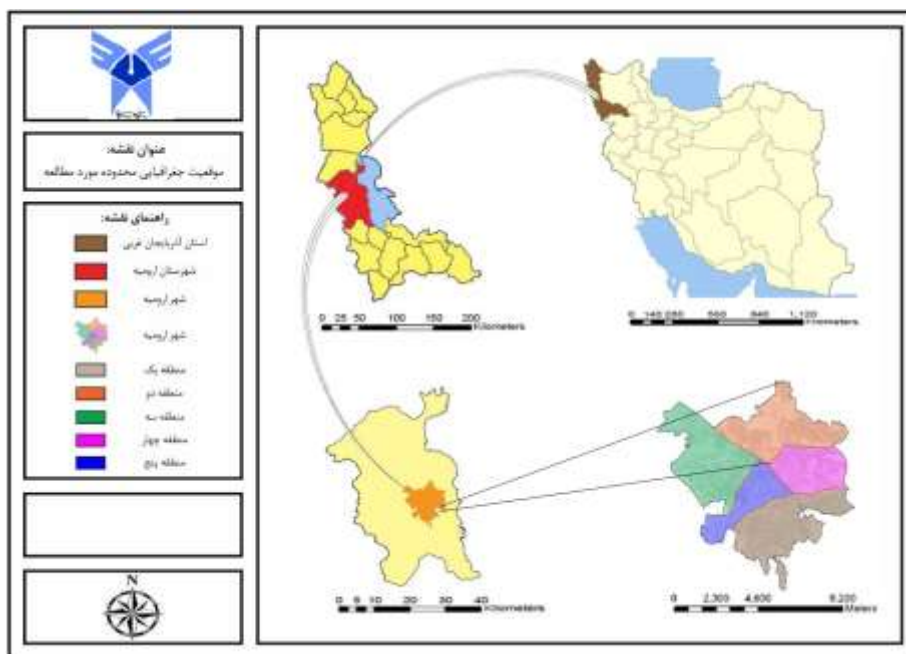 عنوان نقشه:
موقعیت جغرافیایی محدوده مورد مطالعه
راهنمای نقشه:
استان آذربایجان غربی
شهرستان ارومیه
شهر ارومیه
شهر ارومیه
منطقه یک
منطقه دو
منطقه سه
منطقه چهار
منطقه پنج
N
0 25 50 100 150 200
Kilometers
0 140 280 560 840 1,120
Kilometers
0 5 10 20 30 40
Kilometers
0 2,300 4,600 9,200
Meters